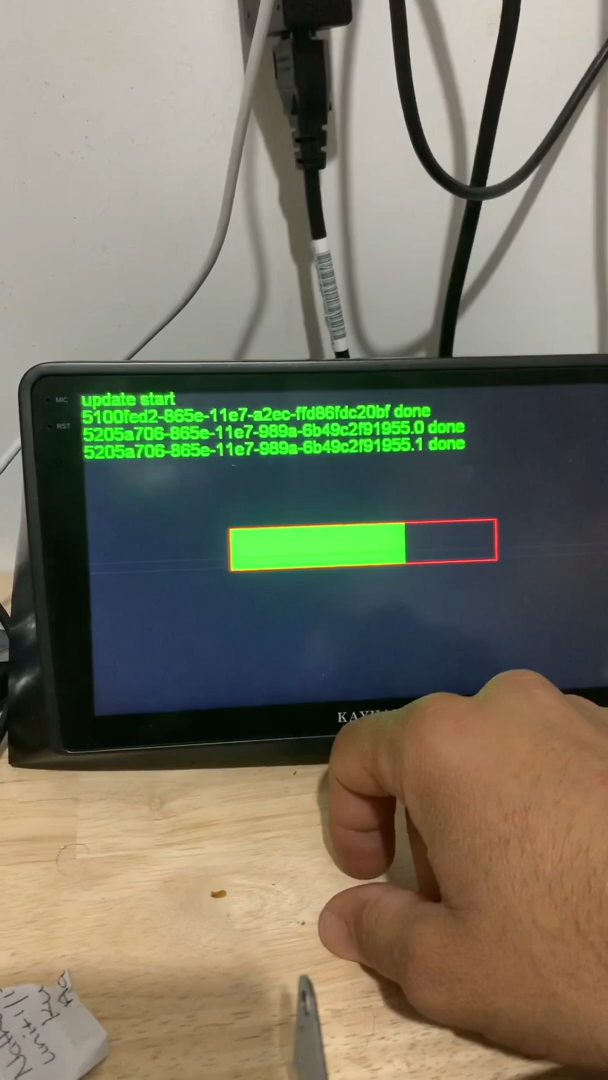 MIC
RST
update start
5100fed2-865e-11e7-a2ec-ffd86fdc20bf done
5205a706-865e-11e7-989a-6b49c2f91955.0 done
5205a706-865e-11e7-989a-6b49c2f91955.1 done